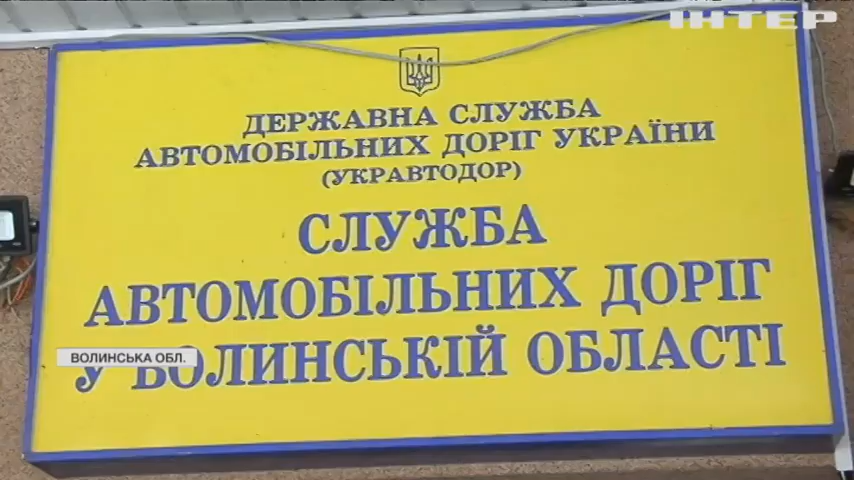 ІНТЕР
ДЕРЖАВНА СЛУЖБА
АВТОМОБІЛЬНИХ ДОРІГ УКРАЇНИ
(УКРАВТОДОР)
СЛУЖБА
АВТОМОБІЛЬНИХ ДОРІГ
У ВОЛИНСЬКІЙ ОБЛАСТІ
ВОЛИНСЬКА ОБЛ.